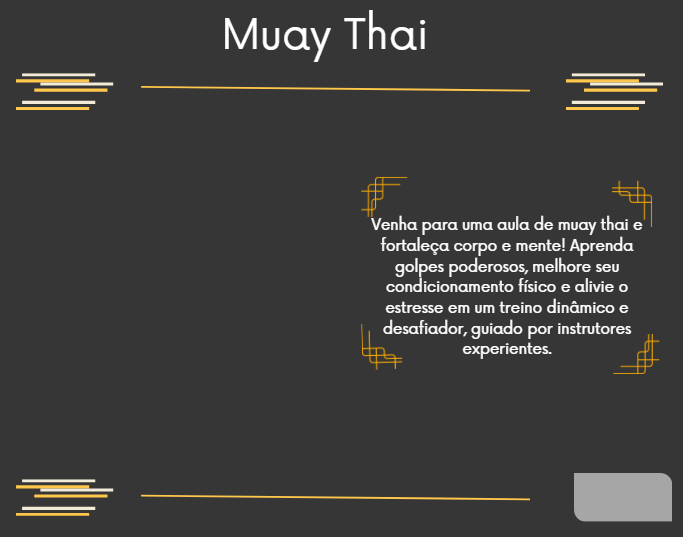 Muay Thai
Venha para uma aula de muay thai e
fortaleça corpo e mente! Aprenda
golpes poderosos, melhore seu
condicionamento físico e alivie o
estresse em um treino dinâmico e
desafiador, guiado por instrutores
experientes.